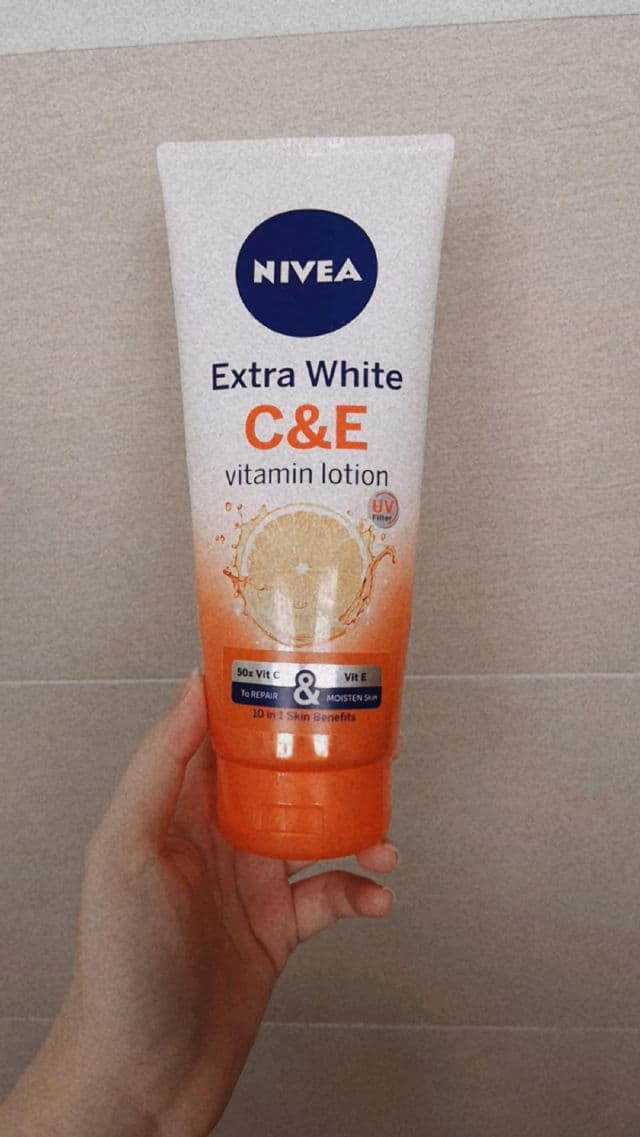 NIVEA
Extra White
C&E
vitamin lotion
UV
Filter
50x Vit C
To REPAIR
&
Vit E
MOISTEN Skin
10 in 1 Skin Benefits